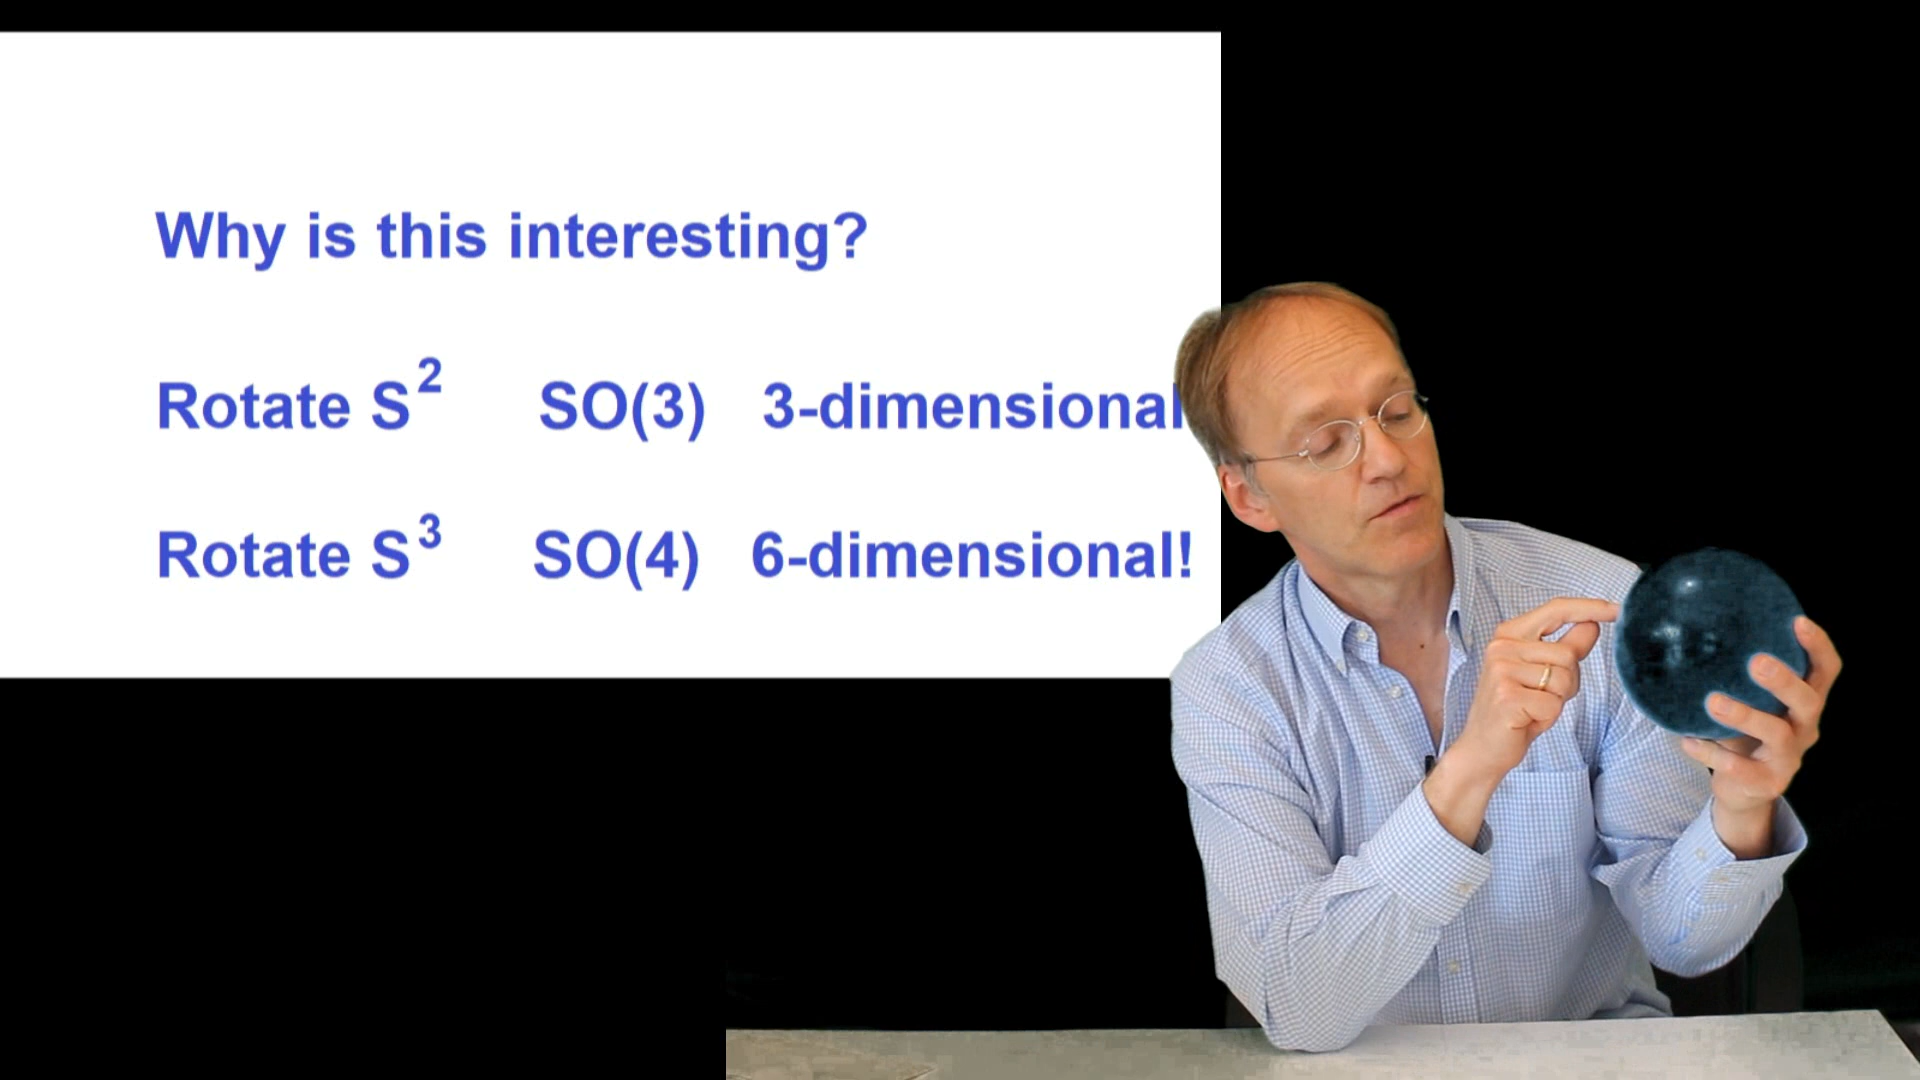 Why is this interesting?
Rotate S² SO(3) 3-dimensional
Rotate S³ SO(4) 6-dimensional!